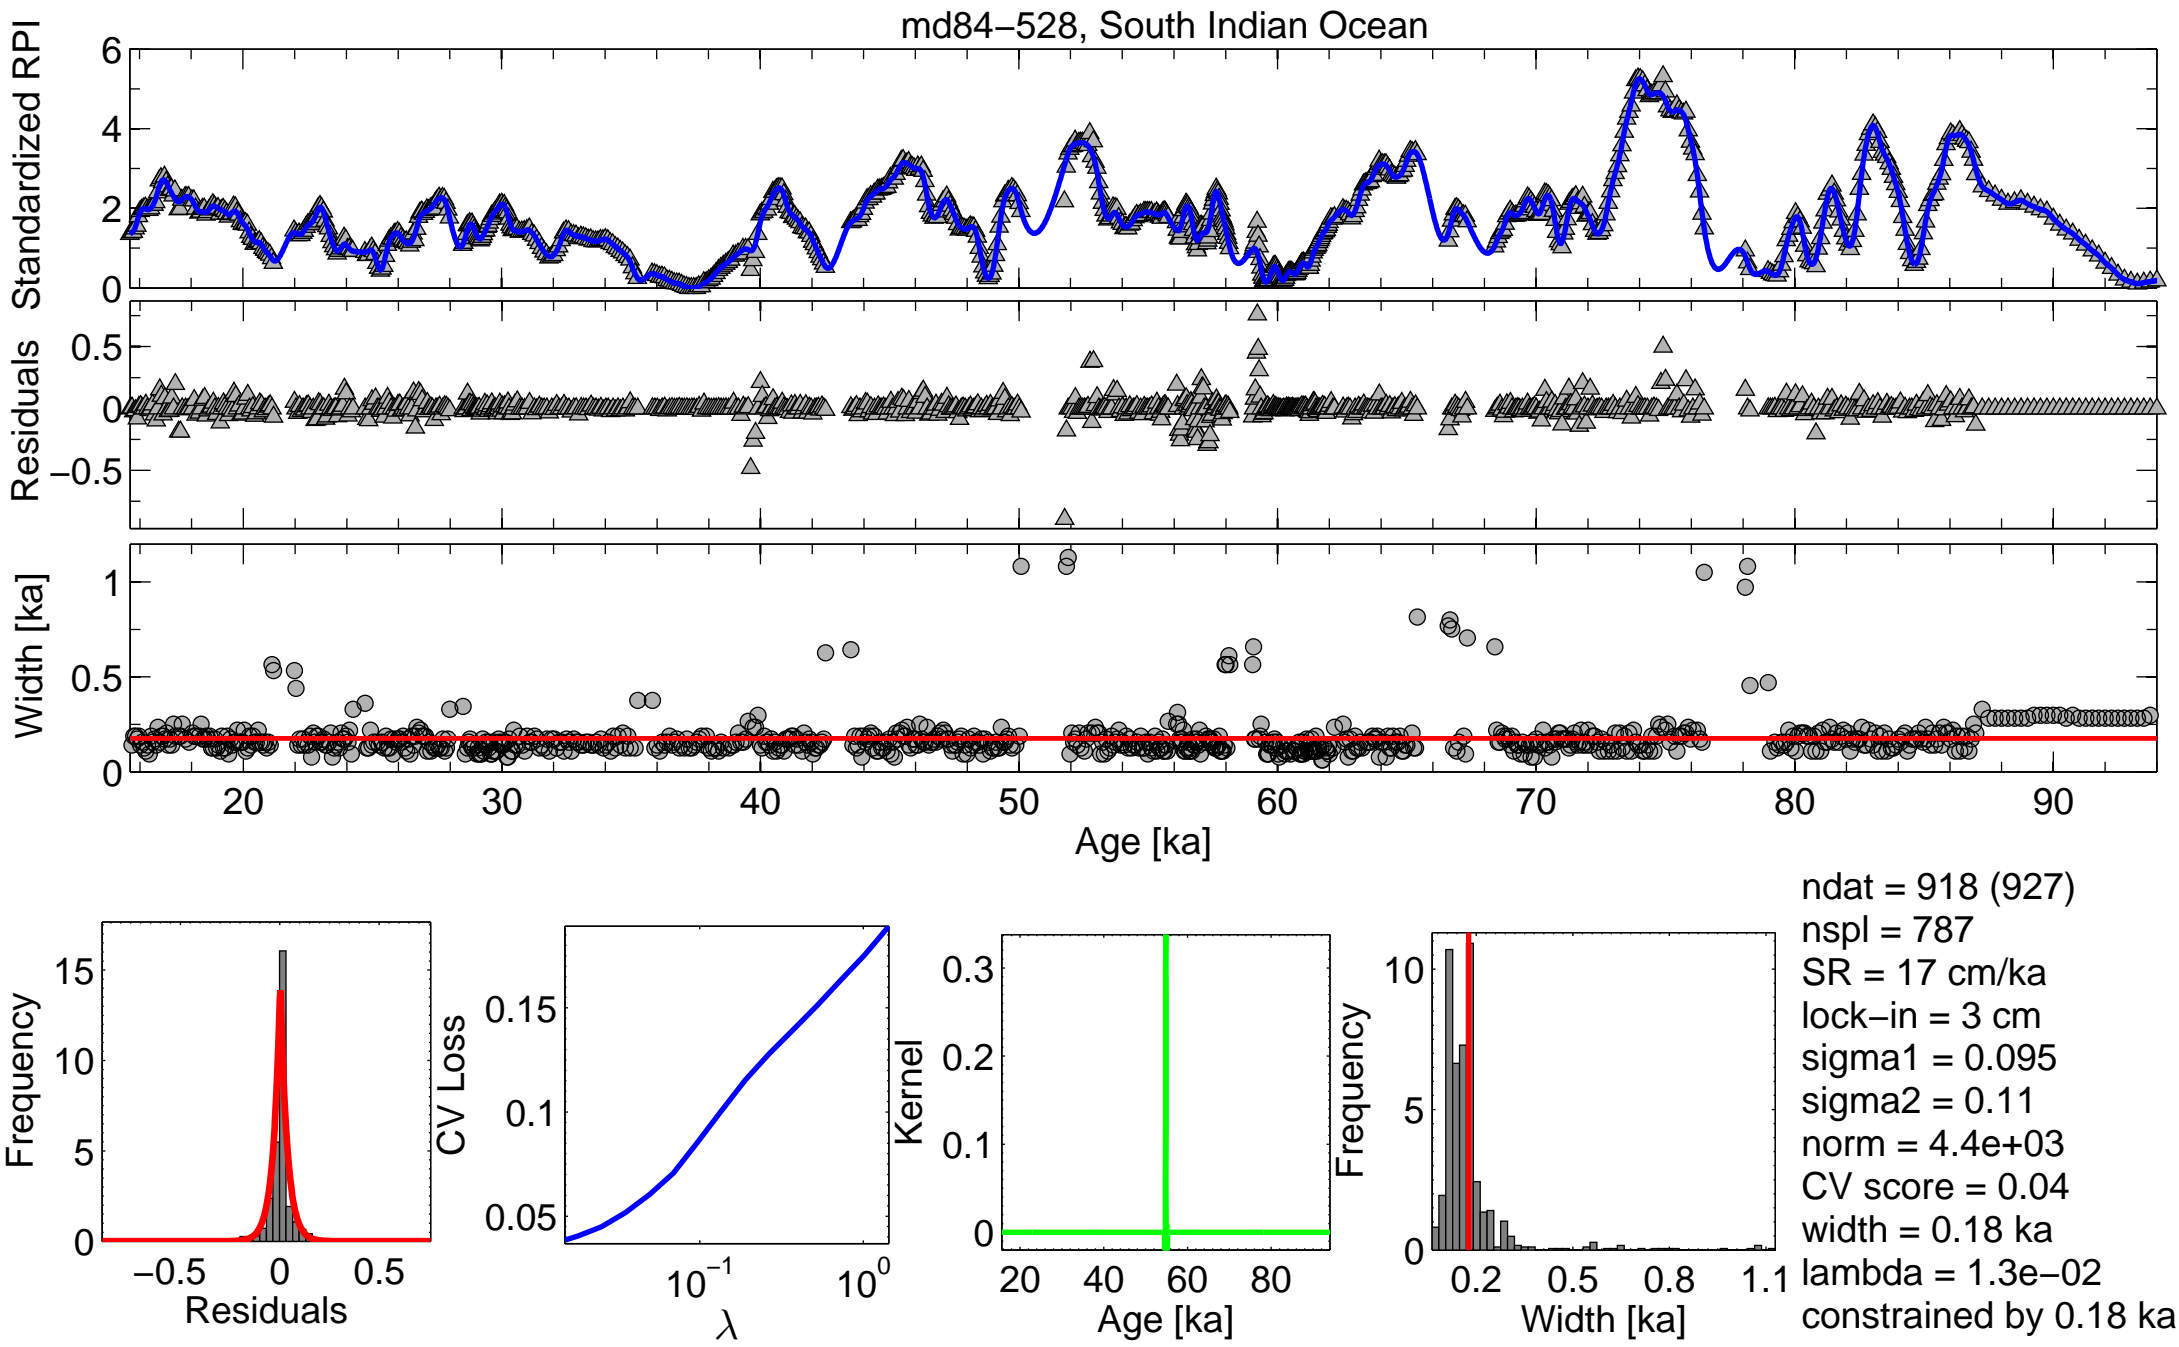 md84−528, South Indian Ocean
Standardized RPI
6
4
2
0
Residuals
0.5
0
−0.5
Width [ka]
1
0.5
0
20 30 40 50 60 70 80 90
Age [ka]
Frequency
15
10
5
0
−0.5 0 0.5
Residuals
CV Loss
0.15
0.1
0.05
10−1 100
λ
Kernel
0.3
0.2
0.1
0
20 40 60 80
Age [ka]
Frequency
10
5
0
0.2 0.5 0.8 1.1
Width [ka]
ndat = 918 (927)
nspl = 787
SR = 17 cm/ka
lock−in = 3 cm
sigma1 = 0.095
sigma2 = 0.11
norm = 4.4e+03
CV score = 0.04
width = 0.18 ka
lambda = 1.3e−02
constrained by 0.18 ka